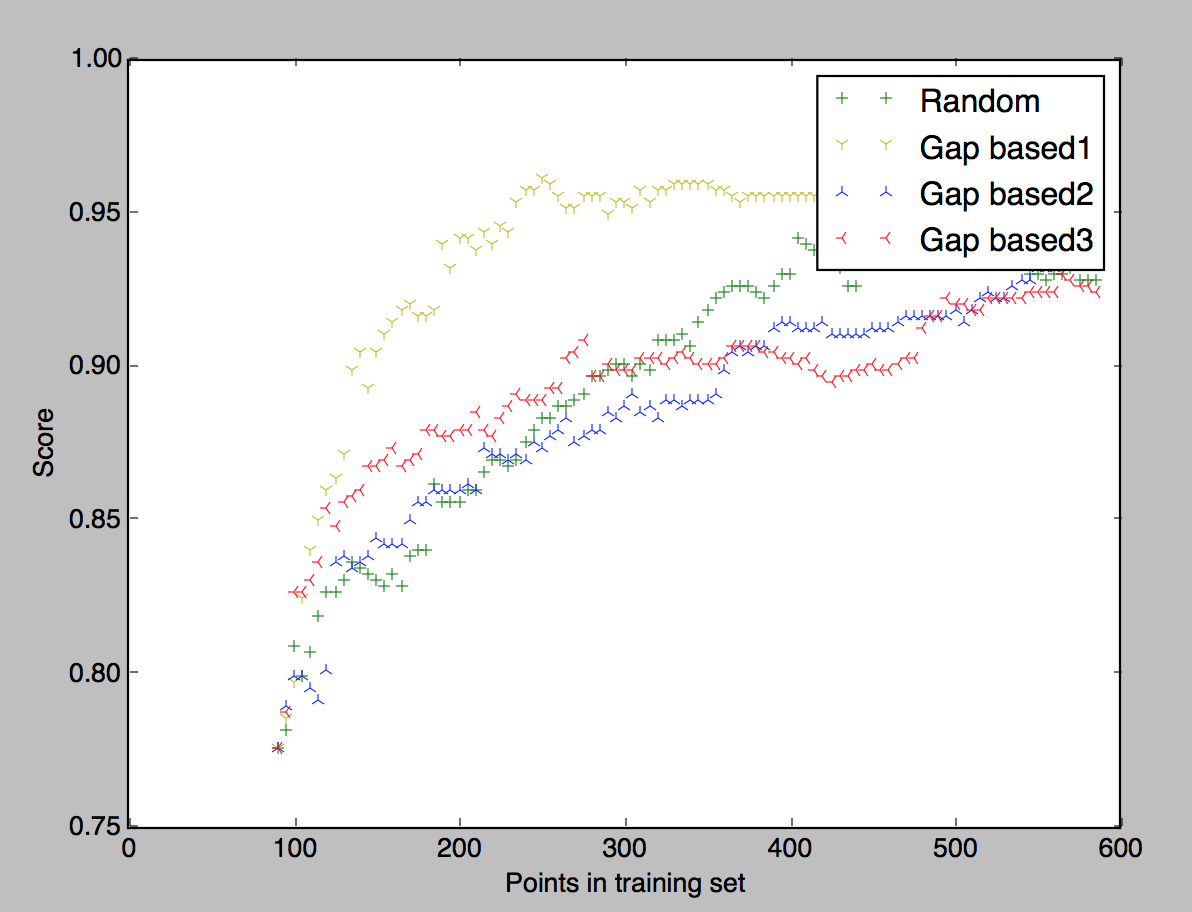 1.00
0.95
0.90
0.85
0.80
0.75
Score
0 100 200 300 400 500 600
Points in training set
Random
Gap based1
Gap based2
Gap based3